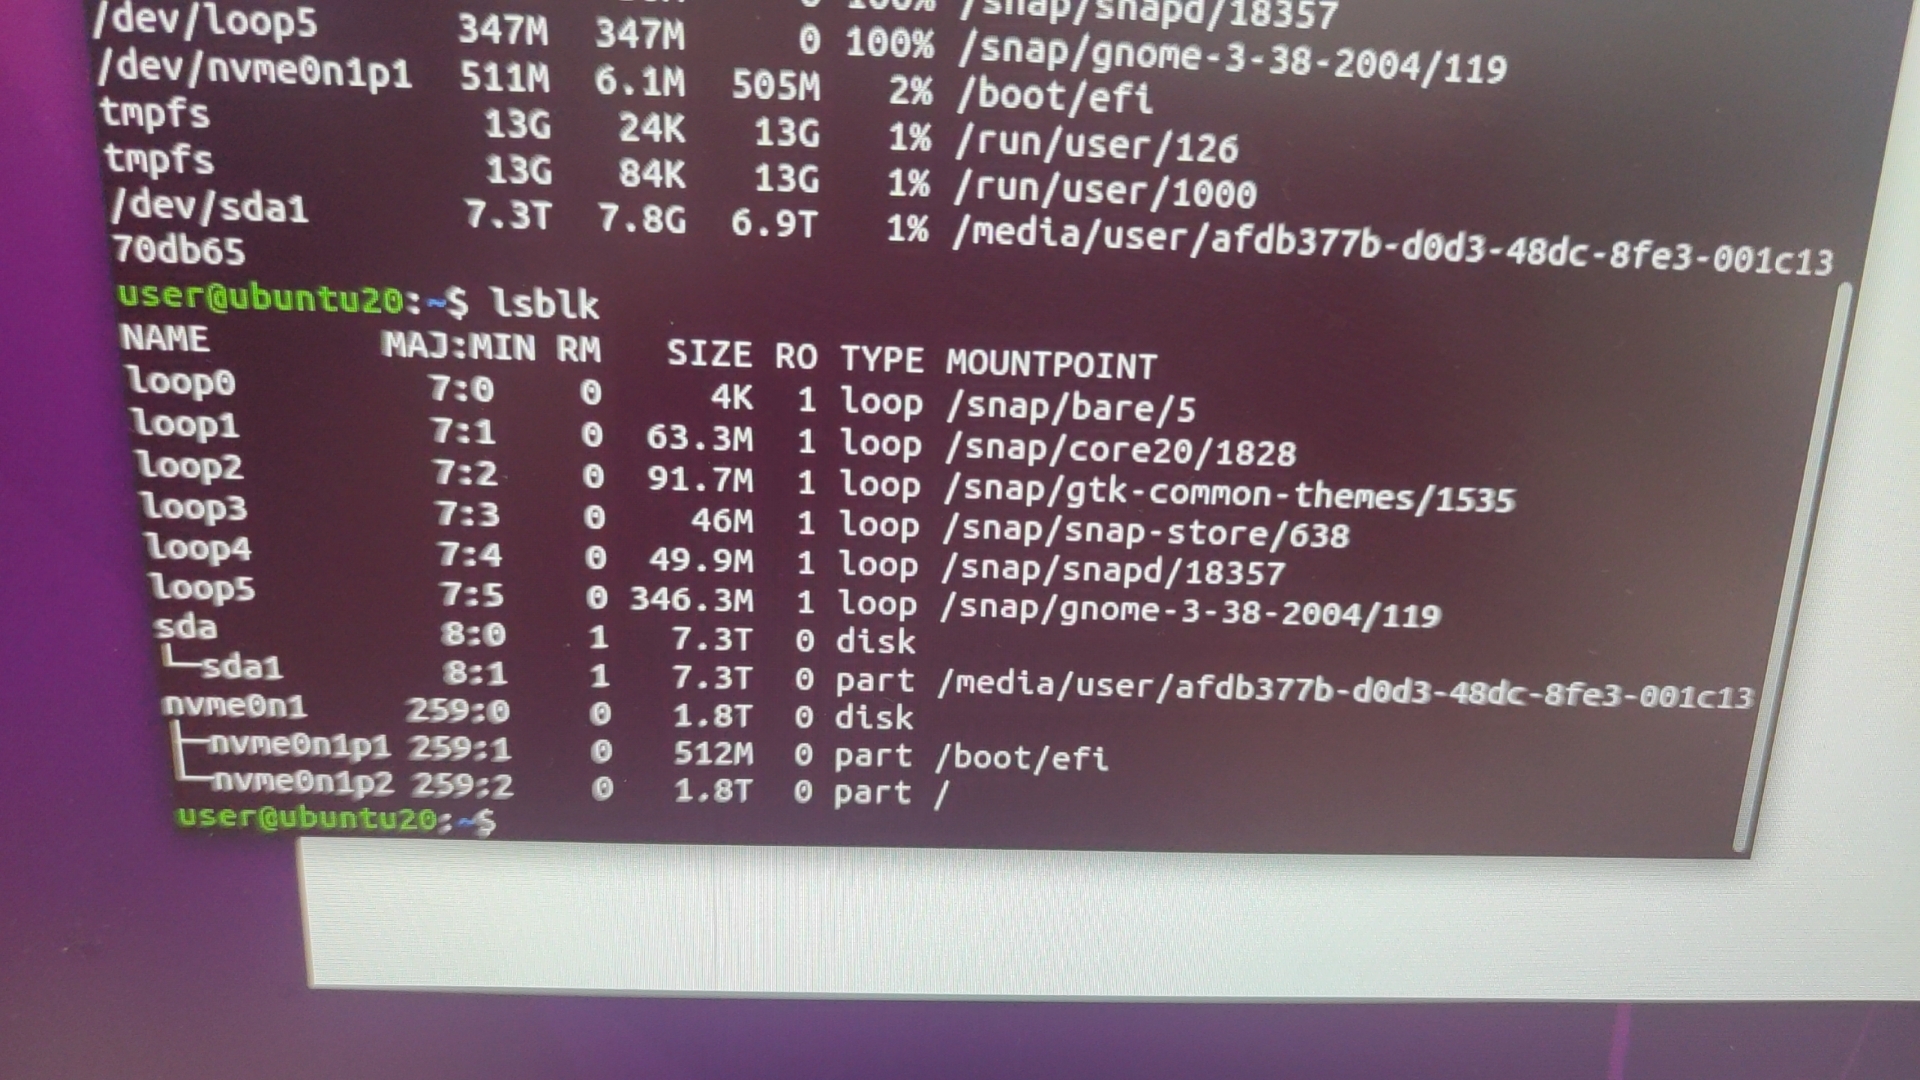 0 100% /snap/snapd/18357
/dev/loop5 347M 347M 0 100% /snap/gnome-3-38-2004/119
/dev/nvme0n1p1 511M 6.1M 505M 2% /boot/efi
tmpfs 13G 24K 13G 1% /run/user/126
tmpfs 13G 84K 13G 1% /run/user/1000
/dev/sda1 7.3T 7.8G 6.9T 1% /media/user/afdb377b-d0d3-48dc-8fe3-001c13
70db65
user@ubuntu20:~$ lsblk
NAME MAJ:MIN RM SIZE RO TYPE MOUNTPOINT
loop0 7:0 0 4K 1 loop /snap/bare/5
loop1 7:1 0 63.3M 1 loop /snap/core20/1828
loop2 7:2 0 91.7M 1 loop /snap/gtk-common-themes/1535
loop3 7:3 0 46M 1 loop /snap/snap-store/638
loop4 7:4 0 49.9M 1 loop /snap/snapd/18357
loop5 7:5 0 346.3M 1 loop /snap/gnome-3-38-2004/119
sda 8:0 1 7.3T 0 disk
└─sda1 8:1 1 7.3T 0 part /media/user/afdb377b-d0d3-48dc-8fe3-001c13
nvme0n1 259:0 0 1.8T 0 disk
├─nvme0n1p1 259:1 0 512M 0 part /boot/efi
└─nvme0n1p2 259:2 0 1.8T 0 part /
user@ubuntu20:~$